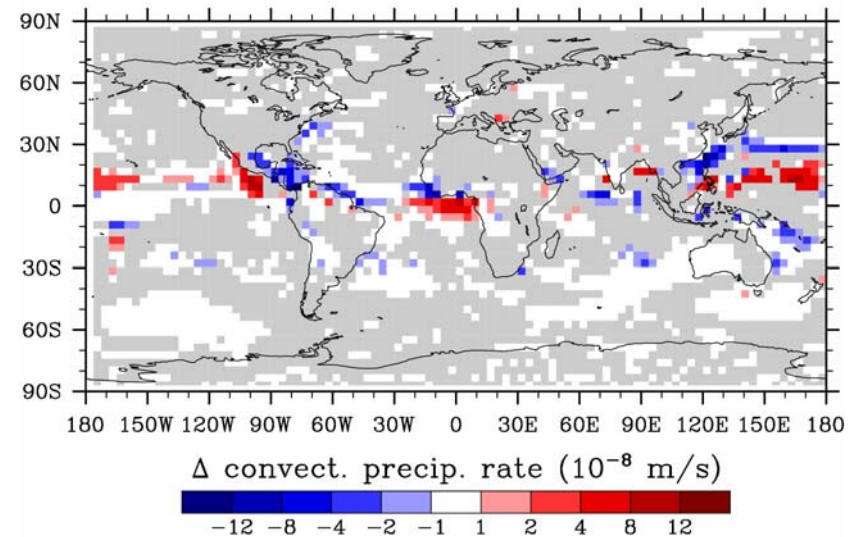 90N
60N
30N
0
30S
60S
90S
180 150W 120W 90W 60W 30W 0 30E 60E 90E 120E 150E 180
Δ convect. precip. rate (10⁻⁸ m/s)
−12 −8 −4 −2 −1 1 2 4 8 12